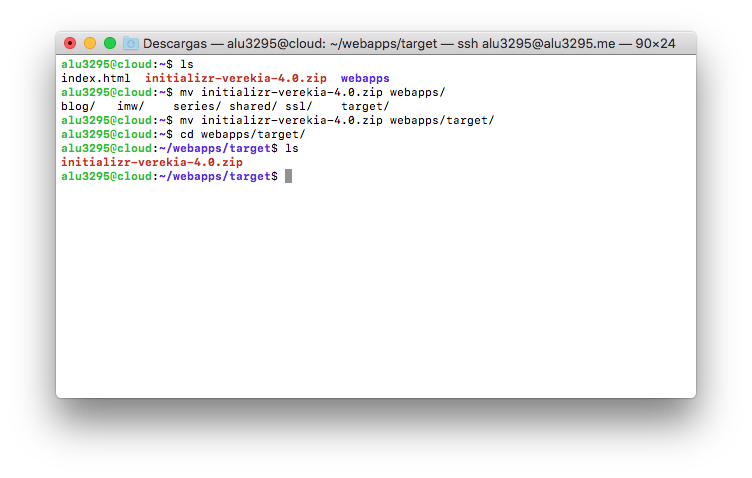 Descargas — alu3295@cloud: ~/webapps/target — ssh alu3295@alu3295.me — 90×24
alu3295@cloud:~$ ls
index.html  initializr-verekia-4.0.zip  webapps
alu3295@cloud:~$ mv initializr-verekia-4.0.zip webapps/
blog/   imw/    series/ shared/ ssl/    target/
alu3295@cloud:~$ mv initializr-verekia-4.0.zip webapps/target/
alu3295@cloud:~$ cd webapps/target/
alu3295@cloud:~/webapps/target$ ls
initializr-verekia-4.0.zip
alu3295@cloud:~/webapps/target$